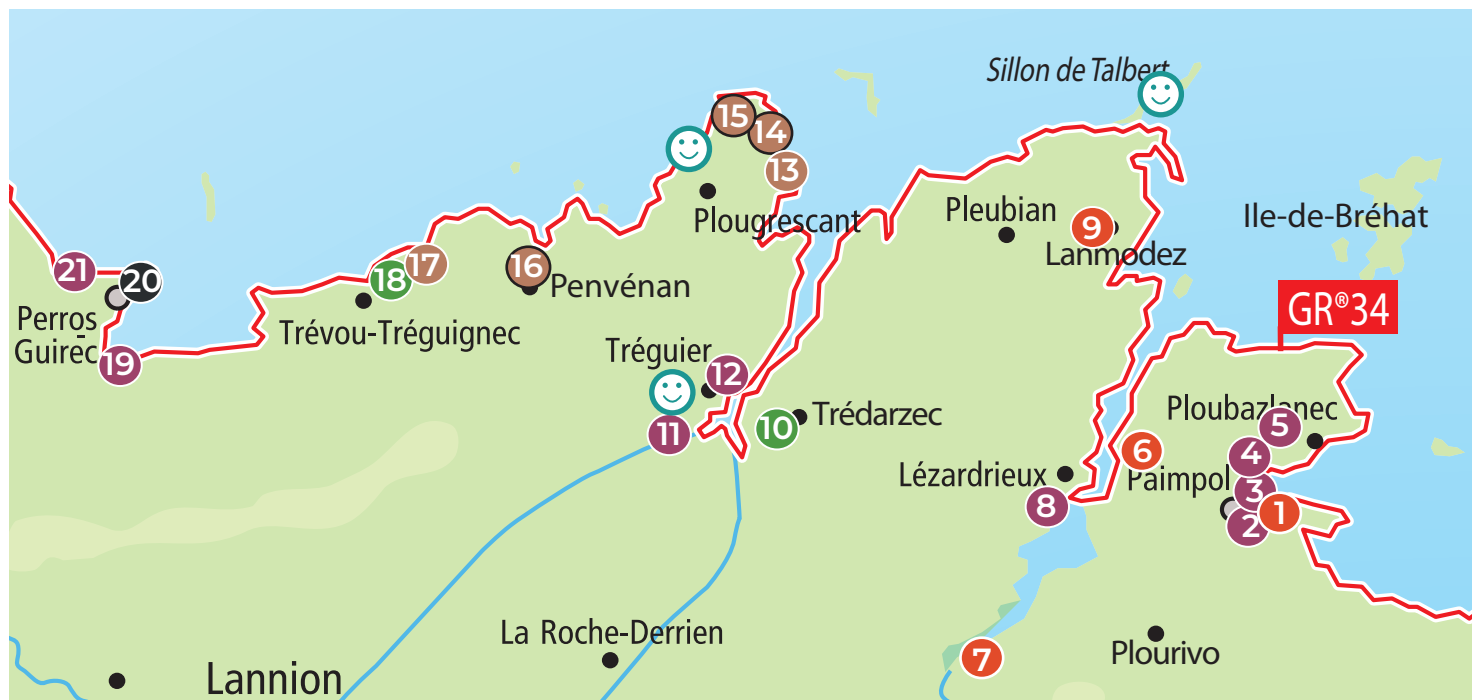 Sillon de Talbert
15
14
13
Plougrescant
Pleubian
9
Lanmodez
Ile-de-Bréhat
21
20
Perros
Guirec
19
18
17
Trévou-Tréguignec
16
Penvénan
GR®34
Tréguier
12
11
10
Trédarzec
Ploubazlanec
5
4
6
Lézardrieux
Paimpol
3
8
2
1
La Roche-Derrien
7
Plourivo
Lannion